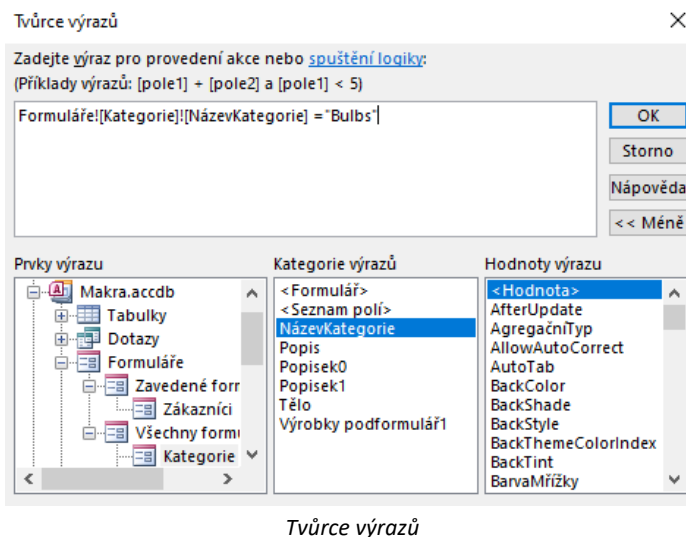 Tvůrce výrazů
Zadejte výraz pro provedení akce nebo spuštění logiky:
(Příklady výrazů: [pole1] + [pole2] a [pole1] < 5)
Formuláře![Kategorie]![NázevKategorie] ="Bulbs"
OK
Storno
Nápověda
<< Méně
Prvky výrazu
Makra.accdb
Tabulky
Dotazy
Formuláře
Zavedené forr
Zákazníci
Všechny formu
Kategorie
Kategorie výrazů
<Formulář>
<Seznam polí>
NázevKategorie
Popis
Popisek0
Popisek1
Tělo
Výrobky podformulář1
Hodnoty výrazu
<Hodnota>
AfterUpdate
AgregačníTyp
AllowAutoCorrect
AutoTab
BackColor
BackShade
BackStyle
BackThemeColorIndex
BackTint
BarvaMřížky
Tvůrce výrazů